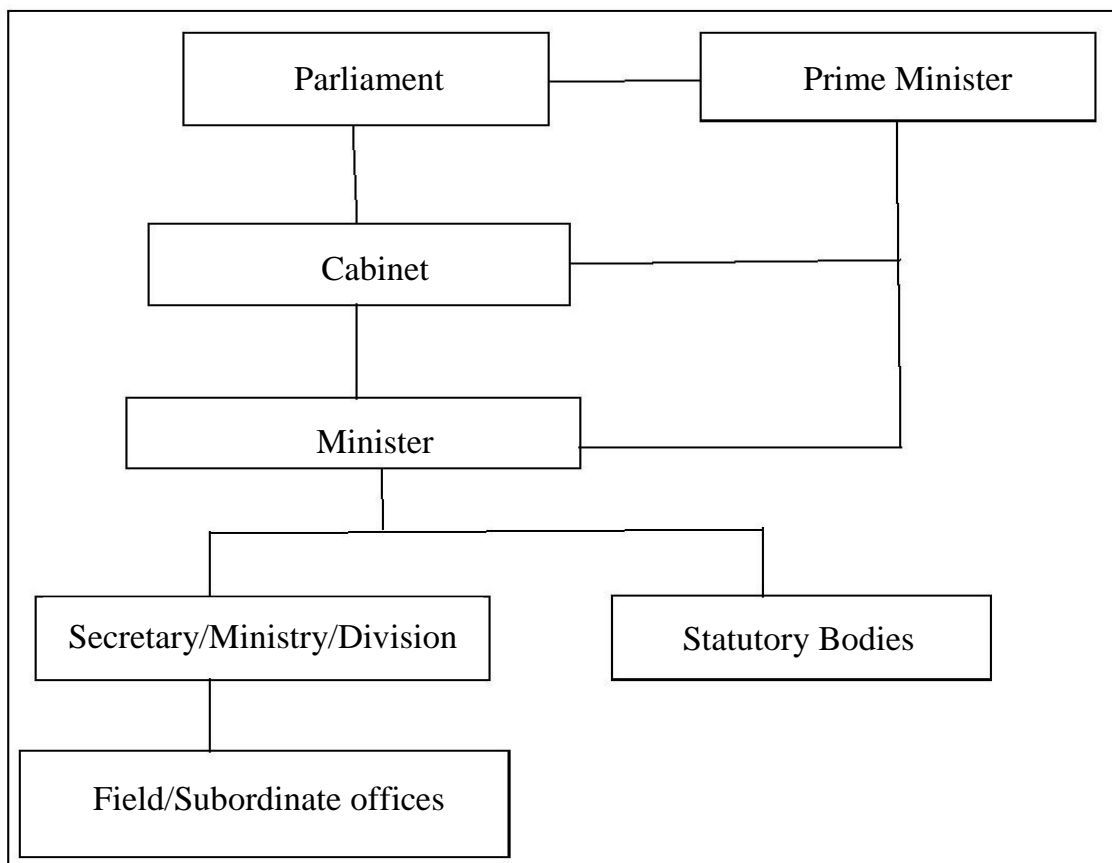 Parliament
Prime Minister
Cabinet
Minister
Secretary/Ministry/Division
Statutory Bodies
Field/Subordinate offices